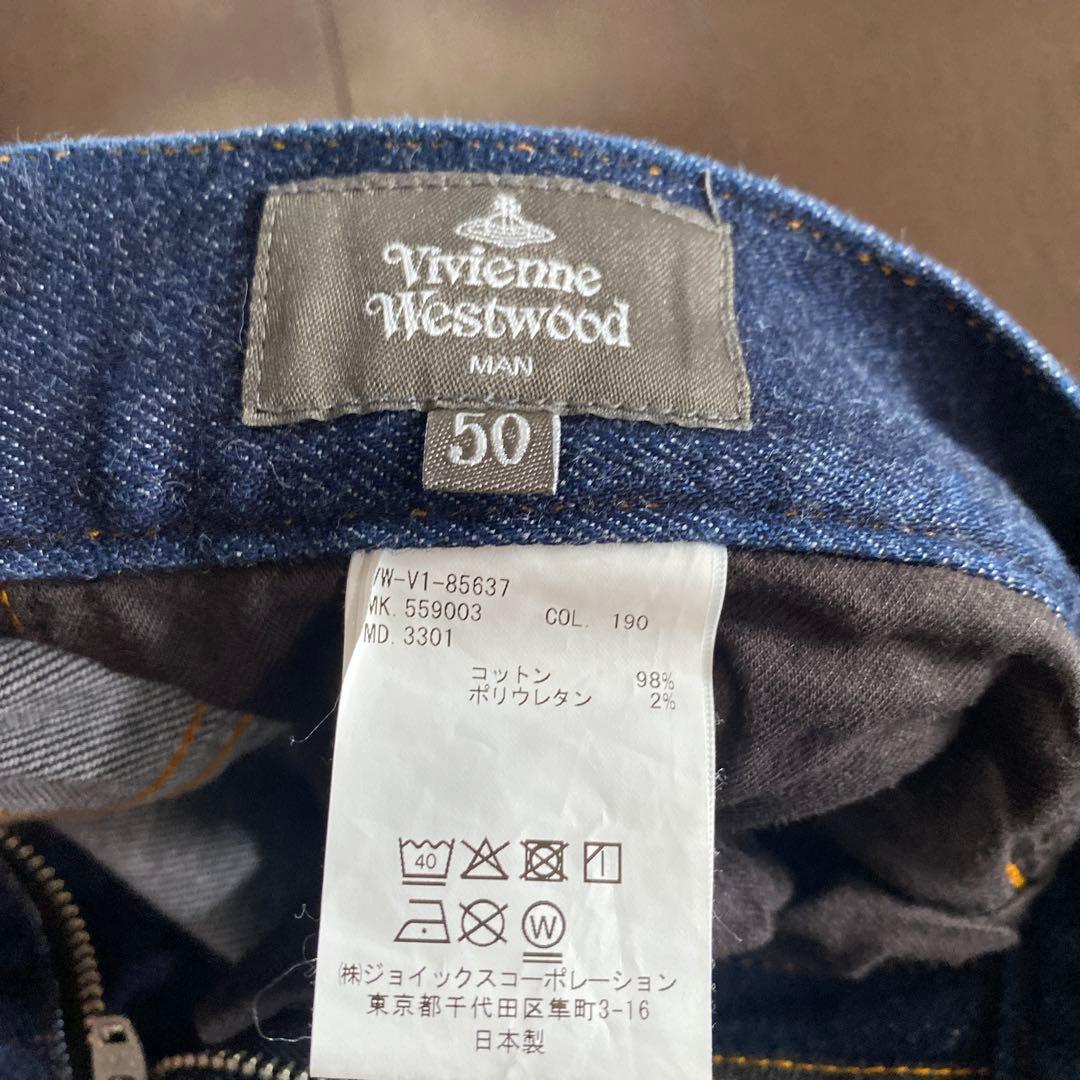 Vivienne
Westwood
MAN
50
VW-V1-85637
MK. 559003 COL. 190
MD. 3301
コットン 98%
ポリウレタン 2%
40
W
㈱ジョイックスコーポレーション
東京都千代田区隼町3-16
日本製